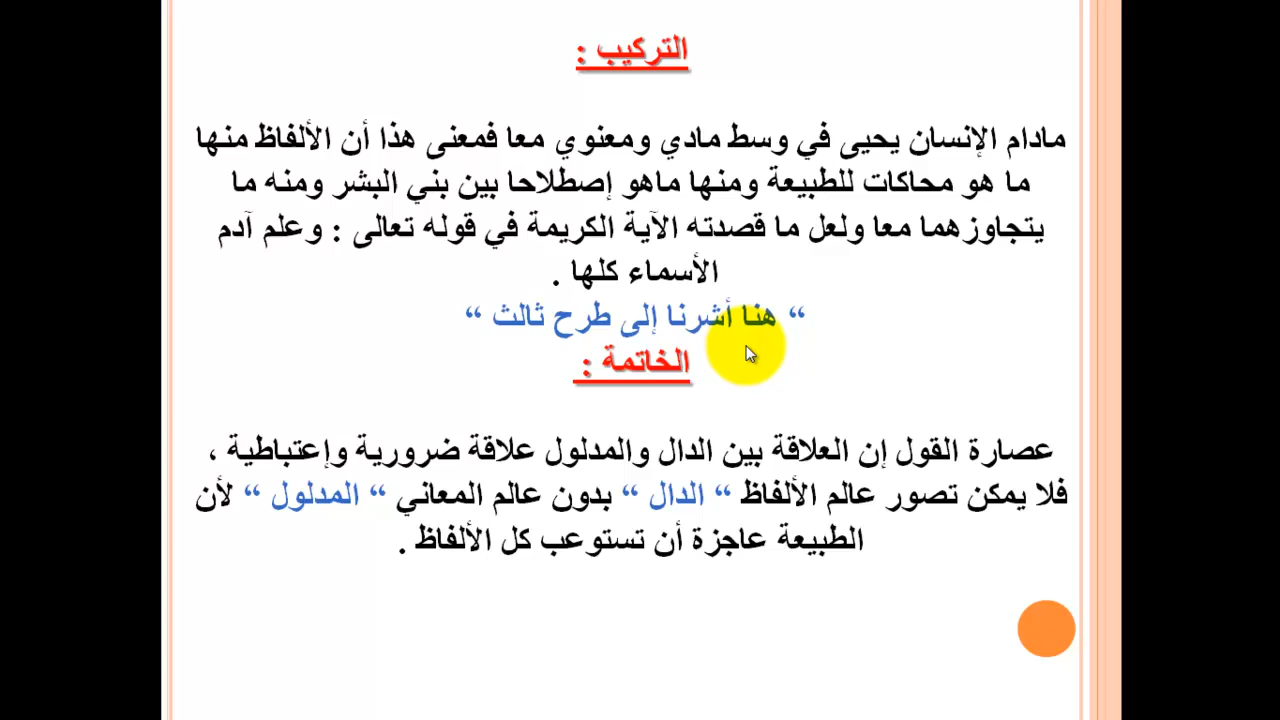 التركيب :
مادام الإنسان يحيى في وسط مادي ومعنوي معا فمعنى هذا أن الألفاظ منها
ما هو محاكات للطبيعة ومنها ماهو إصطلاحا بين بني البشر ومنه ما
يتجاوزهما معا ولعل ما قصدته الآية الكريمة في قوله تعالى : وعلم آدم
الأسماء كلها .
“ هنا أشرنا إلى طرح ثالث “
الخاتمة :
عصارة القول إن العلاقة بين الدال والمدلول علاقة ضرورية وإعتباطية ،
فلا يمكن تصور عالم الألفاظ “ الدال “ بدون عالم المعاني “ المدلول “ لأن
الطبيعة عاجزة أن تستوعب كل الألفاظ .